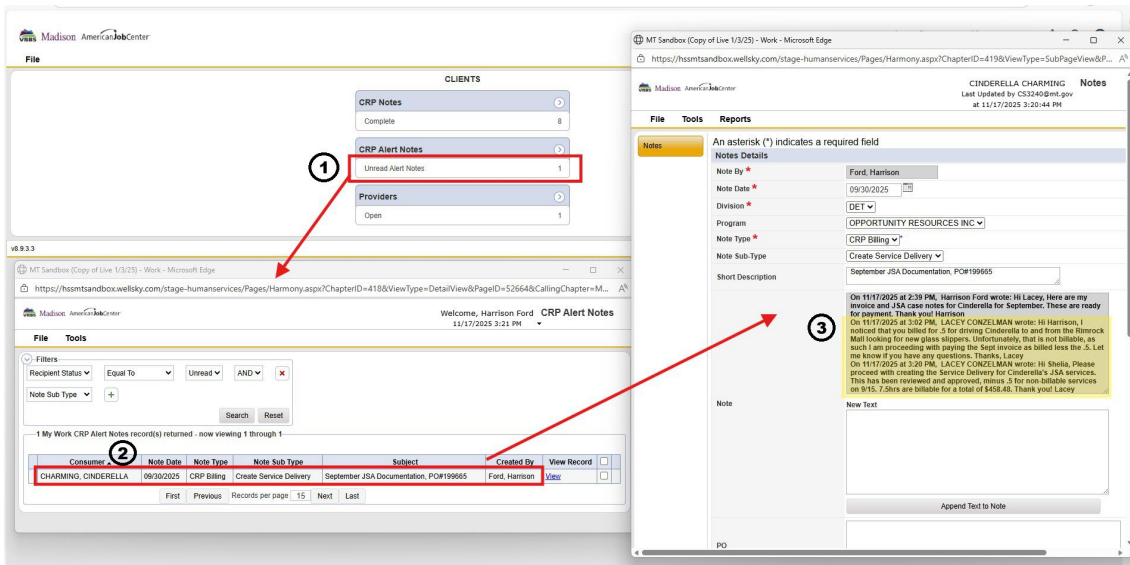 VRBS Madison AmericanJobCenter
File
CLIENTS
CRP Notes
Complete 8
CRP Alert Notes
1
Unread Alert Notes 1
Providers
Open 1
v8.9.3.3
MT Sandbox (Copy of Live 1/3/25) - Work - Microsoft Edge
https://hssmtsandbox.wellsky.com/stage-humanservices/Pages/Harmony.aspx?ChapterID=418&ViewType=DetailView&PageID=52664&CallingChapter=M...
VRBS Madison AmericanJobCenter
Welcome, Harrison Ford CRP Alert Notes
11/17/2025 3:21 PM
File Tools
Filters
Recipient Status Equal To Unread AND
Note Sub Type +
Search Reset
1 My Work CRP Alert Notes record(s) returned - now viewing 1 through 1
2
Consumer Note Date Note Type Note Sub Type Subject Created By View Record
CHARMING, CINDERELLA 09/30/2025 CRP Billing Create Service Delivery September JSA Documentation, PO#199665 Ford, Harrison View
First Previous Records per page 15 Next Last
MT Sandbox (Copy of Live 1/3/25) - Work - Microsoft Edge
https://hssmtsandbox.wellsky.com/stage-humanservices/Pages/Harmony.aspx?ChapterID=419&ViewType=SubPageView&P...
VRBS Madison AmericanJobCenter
CINDERELLA CHARMING Notes
Last Updated by CS3240@mt.gov
at 11/17/2025 3:20:44 PM
File Tools Reports
Notes
An asterisk (*) indicates a required field
Notes Details
Note By * Ford, Harrison
Note Date * 09/30/2025
Division * DET
Program OPPORTUNITY RESOURCES INC
Note Type * CRP Billing *
Note Sub-Type Create Service Delivery
Short Description September JSA Documentation, PO#199665
3
Note
On 11/17/2025 at 2:39 PM, Harrison Ford wrote: Hi Lacey, Here are my
invoice and JSA case notes for Cinderella for September. These are ready
for payment. Thank you! Harrison
On 11/17/2025 at 3:02 PM, LACEY CONZELMAN wrote: Hi Harrison, I
noticed that you billed for .5 for driving Cinderella to and from the Rimrock
Mall looking for new glass slippers. Unfortunately, that is not billable, as
such I am proceeding with paying the Sept invoice as billed less the .5. Let
me know if you have any questions. Thanks, Lacey
On 11/17/2025 at 3:20 PM, LACEY CONZELMAN wrote: Hi Shelia, Please
proceed with creating the Service Delivery for Cinderella's JSA services.
This has been reviewed and approved, minus .5 for non-billable services
on 9/15. 7.5hrs are billable for a total of $458.48. Thank you! Lacey
New Text
Append Text to Note
PO